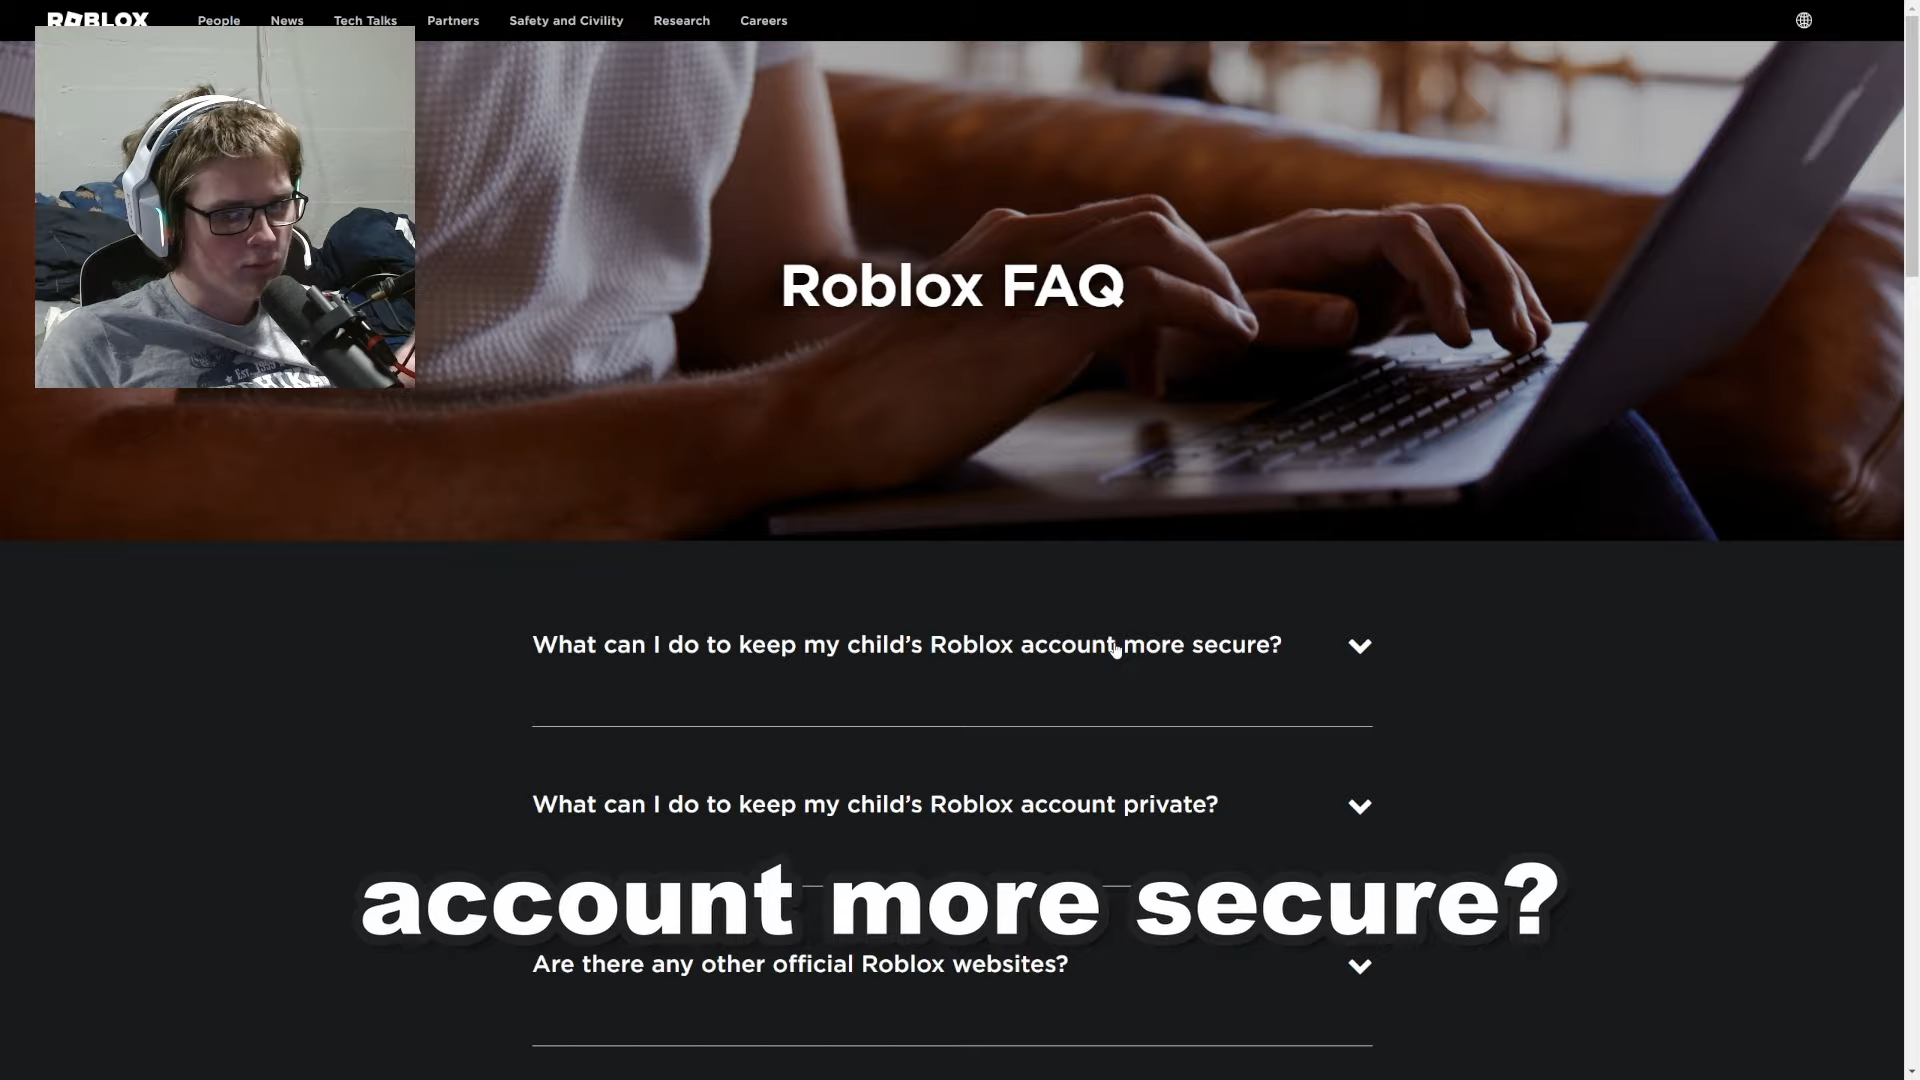 ROBLOX People News Tech Talks Partners Safety and Civility Research Careers
Est. 1993
Roblox FAQ
What can I do to keep my child’s Roblox account more secure?
What can I do to keep my child’s Roblox account private?
account more secure?
Are there any other official Roblox websites?